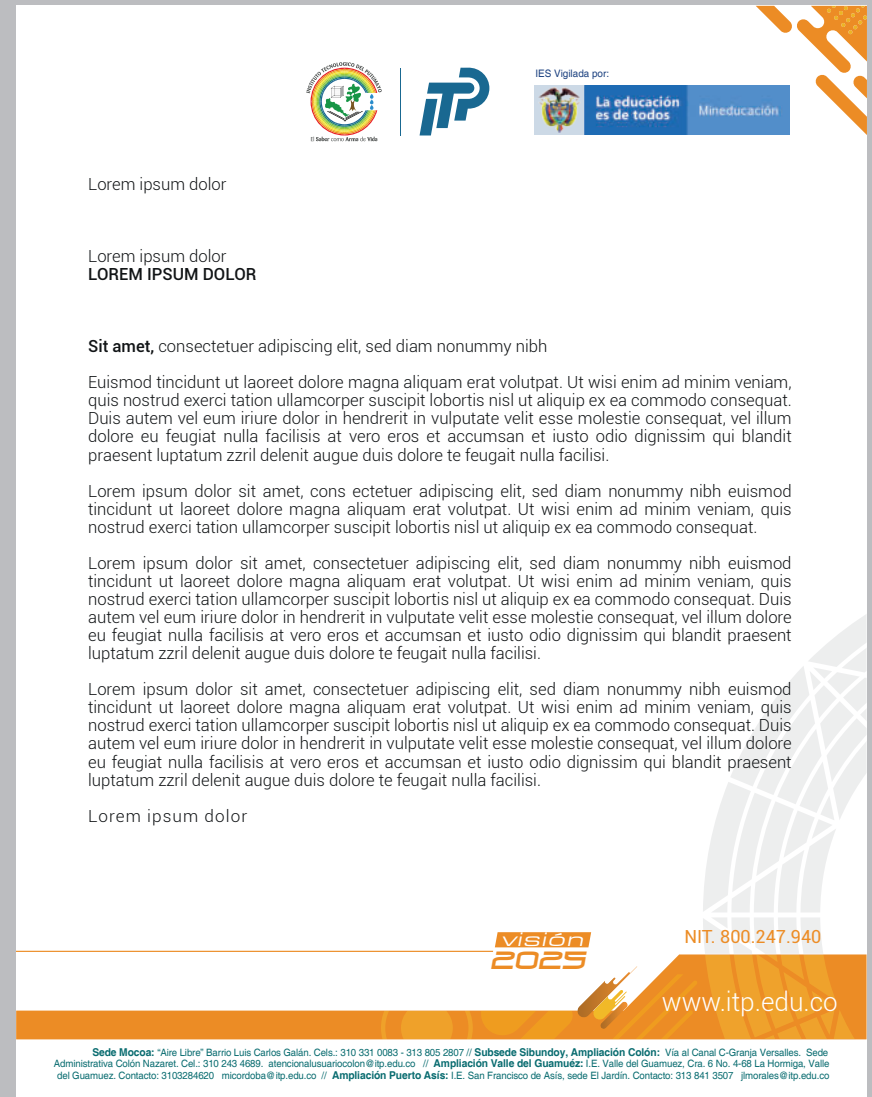 INSTITUTO TECNOLOGICO DEL PUTUMAYO
El Saber como Arma de Vida
ITP
IES Vigilada por:
La educación
es de todos
Mineducación
Lorem ipsum dolor
Lorem ipsum dolor
LOREM IPSUM DOLOR
Sit amet, consectetuer adipiscing elit, sed diam nonummy nibh
Euismod tincidunt ut laoreet dolore magna aliquam erat volutpat. Ut wisi enim ad minim veniam,
quis nostrud exerci tation ullamcorper suscipit lobortis nisl ut aliquip ex ea commodo consequat.
Duis autem vel eum iriure dolor in hendrerit in vulputate velit esse molestie consequat, vel illum
dolore eu feugiat nulla facilisis at vero eros et accumsan et iusto odio dignissim qui blandit
praesent luptatum zzril delenit augue duis dolore te feugait nulla facilisi.
Lorem ipsum dolor sit amet, cons ectetuer adipiscing elit, sed diam nonummy nibh euismod
tincidunt ut laoreet dolore magna aliquam erat volutpat. Ut wisi enim ad minim veniam, quis
nostrud exerci tation ullamcorper suscipit lobortis nisl ut aliquip ex ea commodo consequat.
Lorem ipsum dolor sit amet, consectetuer adipiscing elit, sed diam nonummy nibh euismod
tincidunt ut laoreet dolore magna aliquam erat volutpat. Ut wisi enim ad minim veniam, quis
nostrud exerci tation ullamcorper suscipit lobortis nisl ut aliquip ex ea commodo consequat. Duis
autem vel eum iriure dolor in hendrerit in vulputate velit esse molestie consequat, vel illum dolore
eu feugiat nulla facilisis at vero eros et accumsan et iusto odio dignissim qui blandit praesent
luptatum zzril delenit augue duis dolore te feugait nulla facilisi.
Lorem ipsum dolor sit amet, consectetuer adipiscing elit, sed diam nonummy nibh euismod
tincidunt ut laoreet dolore magna aliquam erat volutpat. Ut wisi enim ad minim veniam, quis
nostrud exerci tation ullamcorper suscipit lobortis nisl ut aliquip ex ea commodo consequat. Duis
autem vel eum iriure dolor in hendrerit in vulputate velit esse molestie consequat, vel illum dolore
eu feugiat nulla facilisis at vero eros et accumsan et iusto odio dignissim qui blandit praesent
luptatum zzril delenit augue duis dolore te feugait nulla facilisi.
Lorem ipsum dolor
visión
2025
NIT. 800.247.940
www.itp.edu.co
Sede Mocoa: "Aire Libre" Barrio Luis Carlos Galán. Cels.: 310 331 0083 - 313 805 2807 // Subsede Sibundoy, Ampliación Colón: Vía al Canal C-Granja Versalles. Sede
Administrativa Colón Nazaret. Cel.: 310 243 4689. atencionalusuariocolon@itp.edu.co // Ampliación Valle del Guamuéz: I.E. Valle del Guamuez, Cra. 6 No. 4-68 La Hormiga, Valle
del Guamuez. Contacto: 3103284620 micordoba@itp.edu.co // Ampliación Puerto Asís: I.E. San Francisco de Asís, sede El Jardín. Contacto: 313 841 3507 jlmorales@itp.edu.co